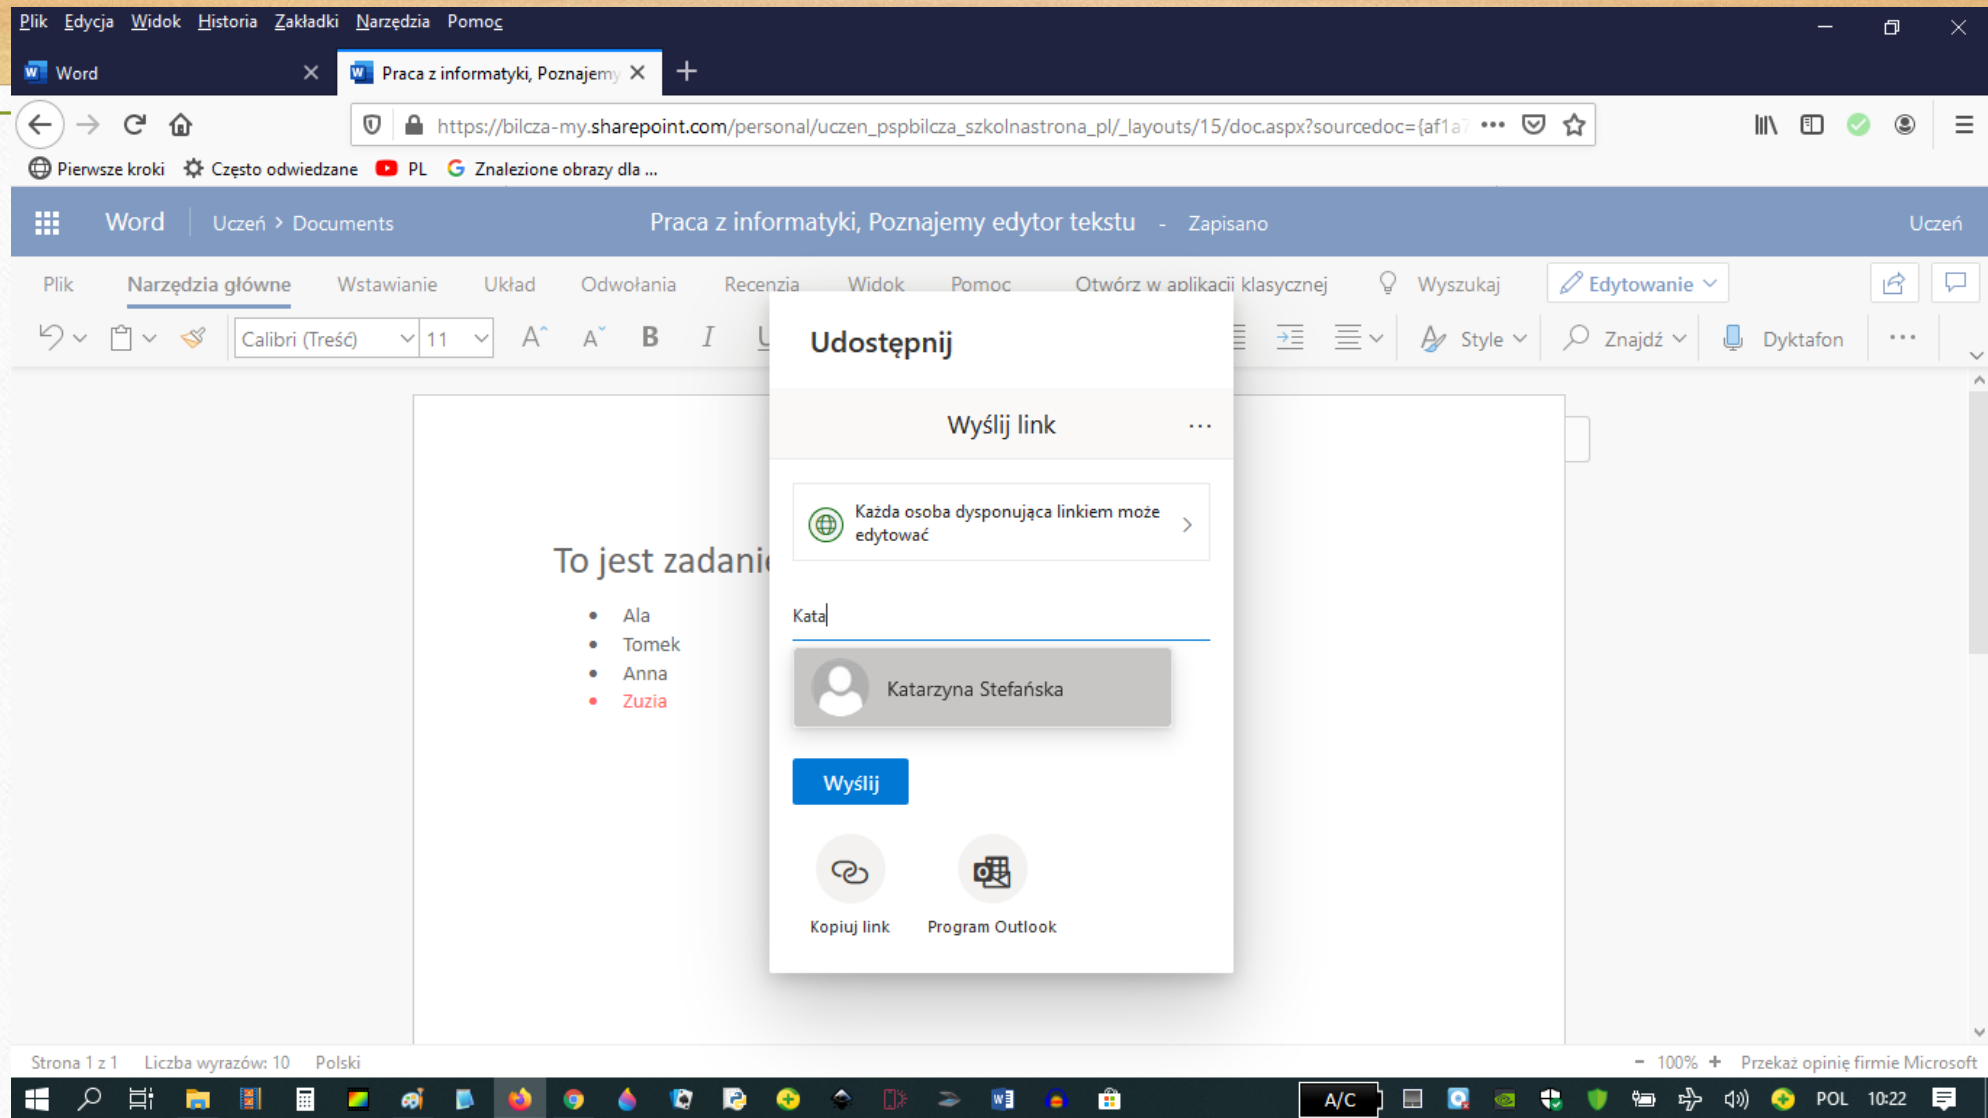 Plik Edycja Widok Historia Zakładki Narzędzia Pomoc
Word
Praca z informatyki, Poznajemy
https://bilcza-my.sharepoint.com/personal/uczen_pspbilcza_szkolnastrona_pl/_layouts/15/doc.aspx?sourcedoc={af1a7
Pierwsze kroki Często odwiedzane PL Znalezione obrazy dla ...
Word Uczeń > Documents Praca z informatyki, Poznajemy edytor tekstu - Zapisano Uczeń
Plik Narzędzia główne Wstawianie Układ Odwołania Recenzja Widok Pomoc Otwórz w aplikacji klasycznej Wyszukaj Edytowanie
Calibri (Treść) 11 A A B I U Style Znajdź Dyktafon ...
Udostępnij
Wyślij link ...
Każda osoba dysponująca linkiem może
edytować
To jest zadanie
Ala
Tomek
Anna
Zuzia
Kata
Katarzyna Stefańska
Wyślij
Kopiuj link Program Outlook
Strona 1 z 1 Liczba wyrazów: 10 Polski - 100% + Przekaż opinię firmie Microsoft
A/C POL 10:22